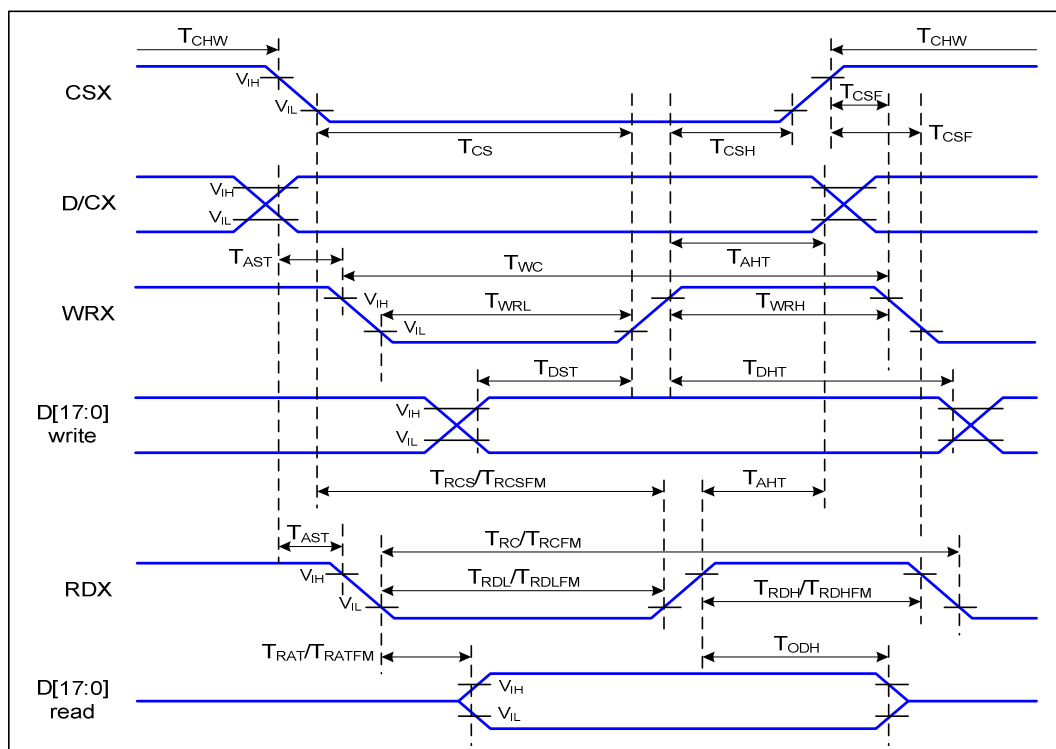 TCHW TCHW
CSX VIH VIL TCSF
TCS TCSH TCSF
D/CX VIH VIL
TAST TWC TAHT
WRX VIH VIL TWRL TWRH
TDST TDHT
D[17:0]
write
VIH
VIL
TRCS/TRCSFM TAHT
TAST TRC/TRCFM
RDX VIH VIL TRDL/TRDLFM TRDH/TRDHFM
TRAT/TRATFM TODH
D[17:0]
read
VIH
VIL